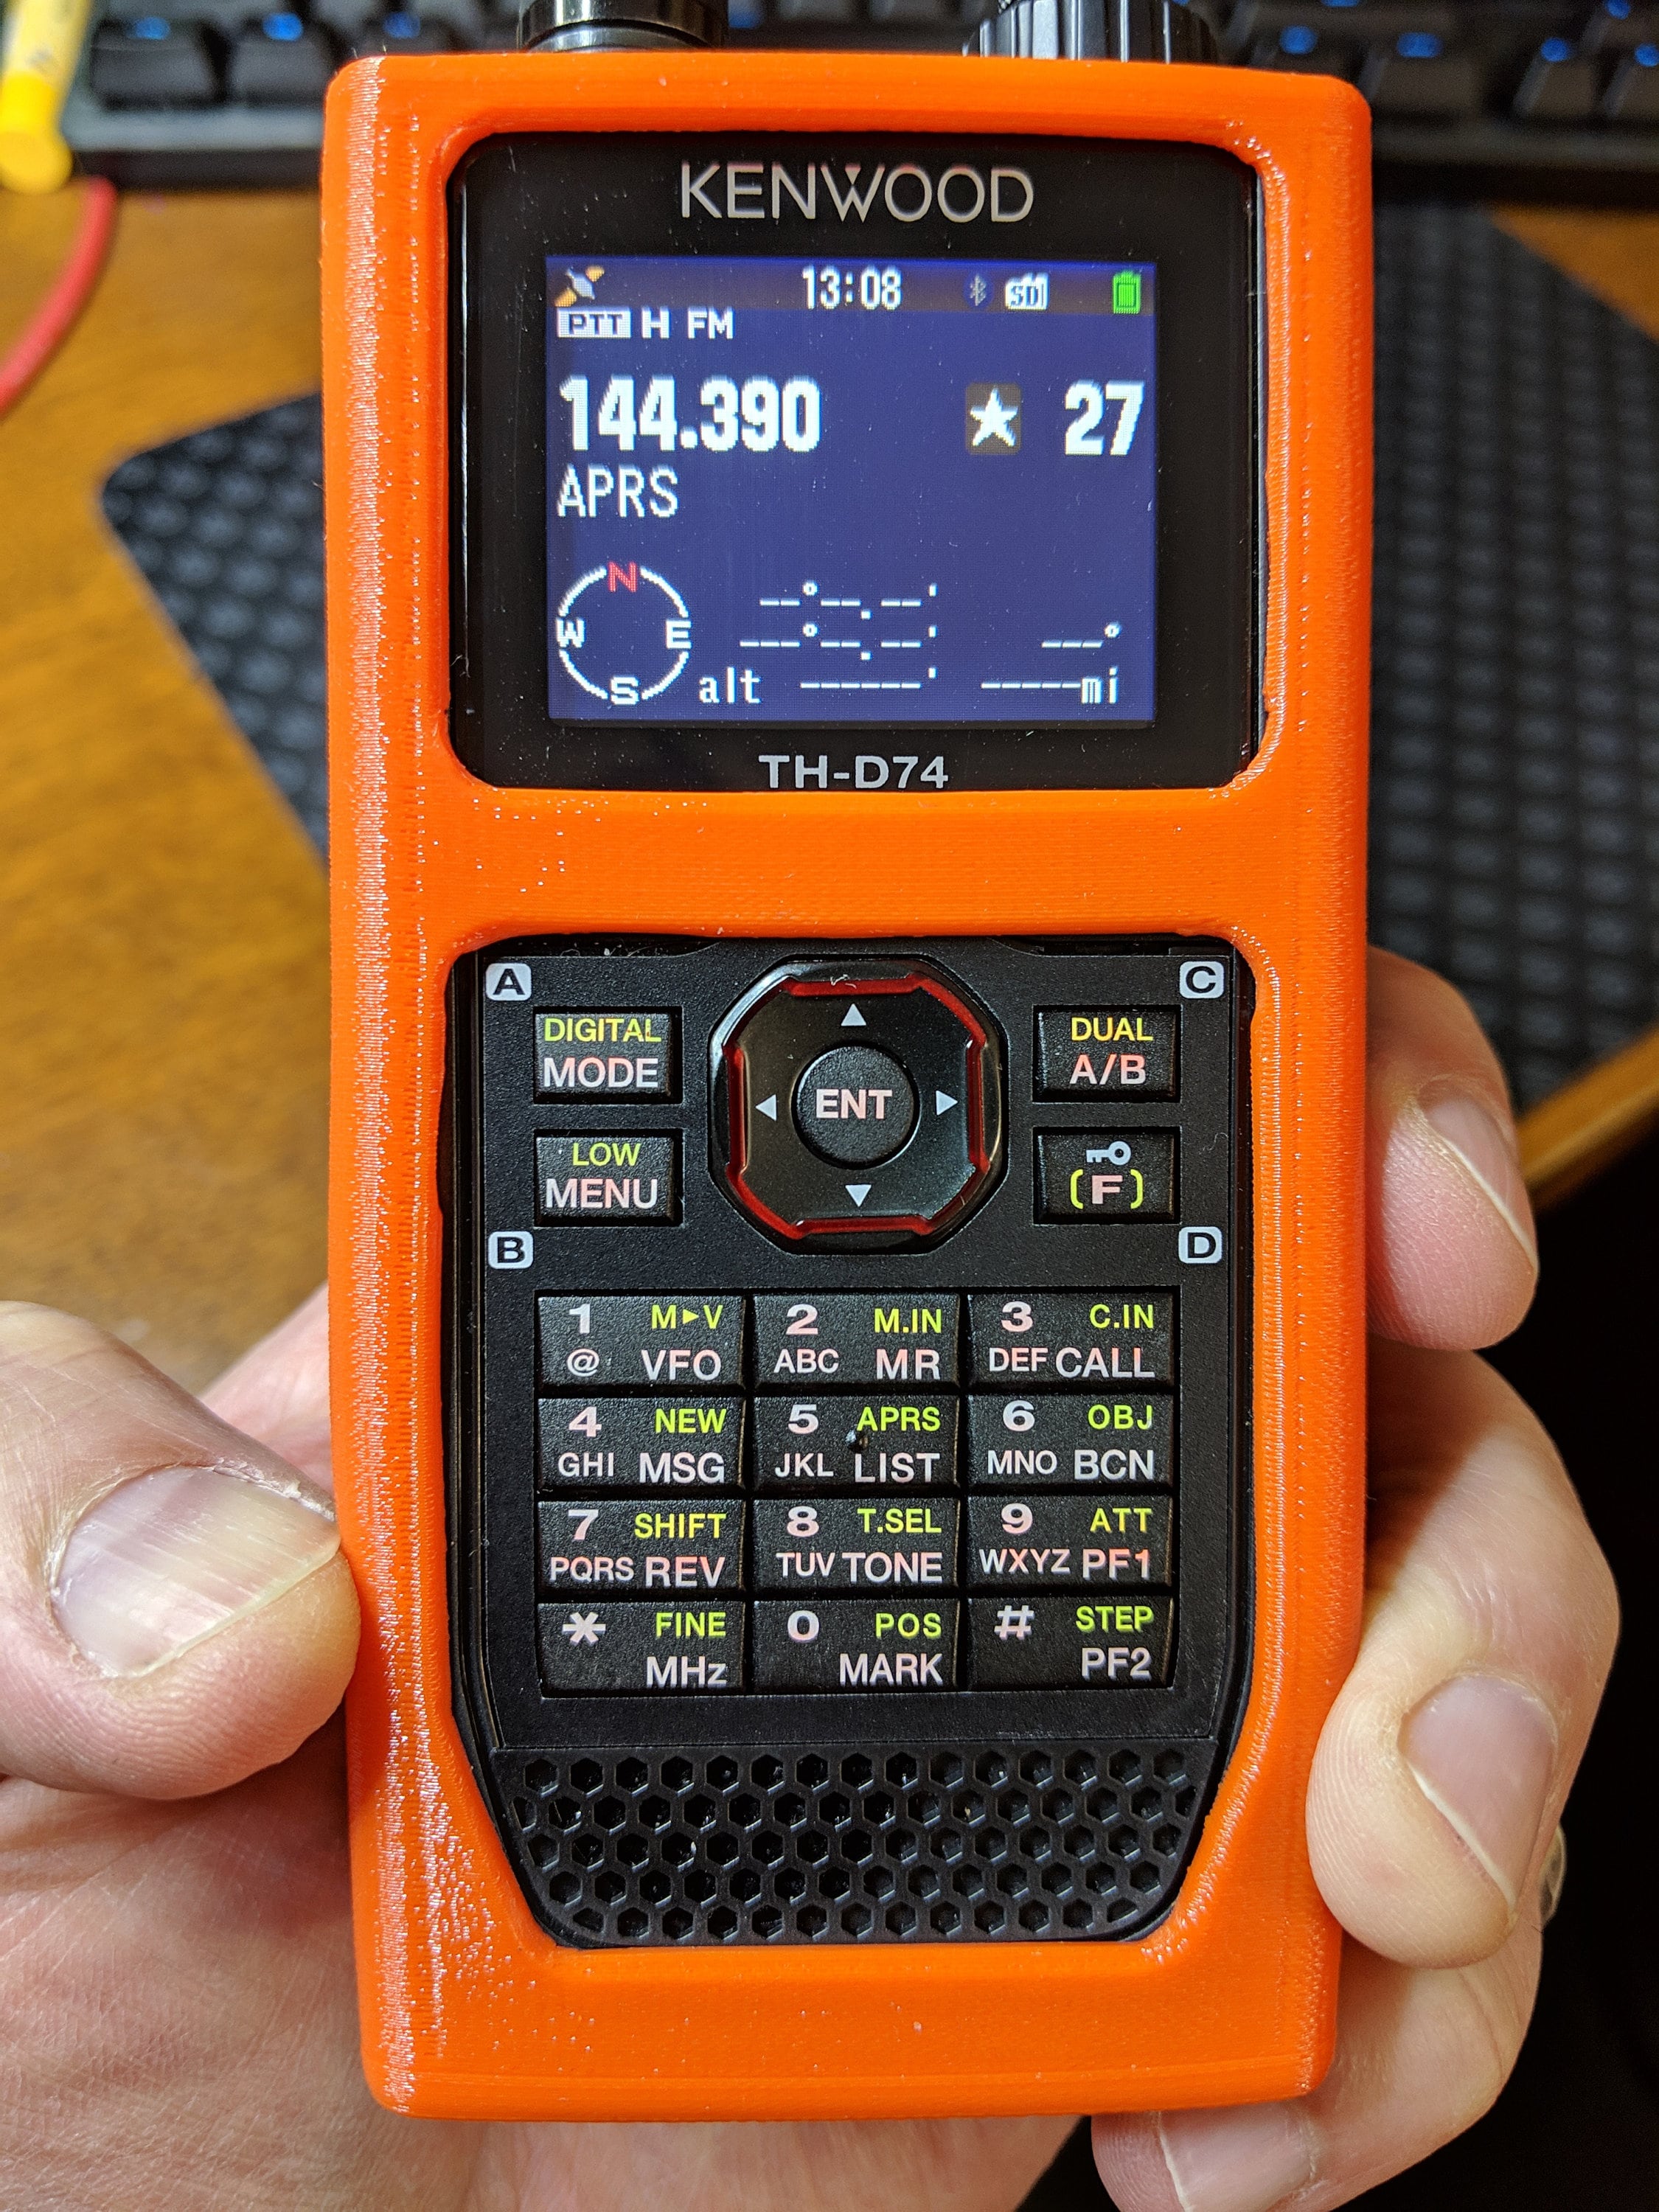 KENWOOD
13:08 SD
PTT H FM
144.390 ★ 27
APRS
N
W E
S
--°--.--'
---°--.--' ---°
alt ------' -----mi
TH-D74
A C
DIGITAL
MODE
DUAL
A/B
ENT
LOW
MENU
(F)
B D
1 M►V
@ VFO
2 M.IN
ABC MR
3 C.IN
DEF CALL
4 NEW
GHI MSG
5 APRS
JKL LIST
6 OBJ
MNO BCN
7 SHIFT
PQRS REV
8 T.SEL
TUV TONE
9 ATT
WXYZ PF1
* FINE
MHz
0 POS
MARK
# STEP
PF2